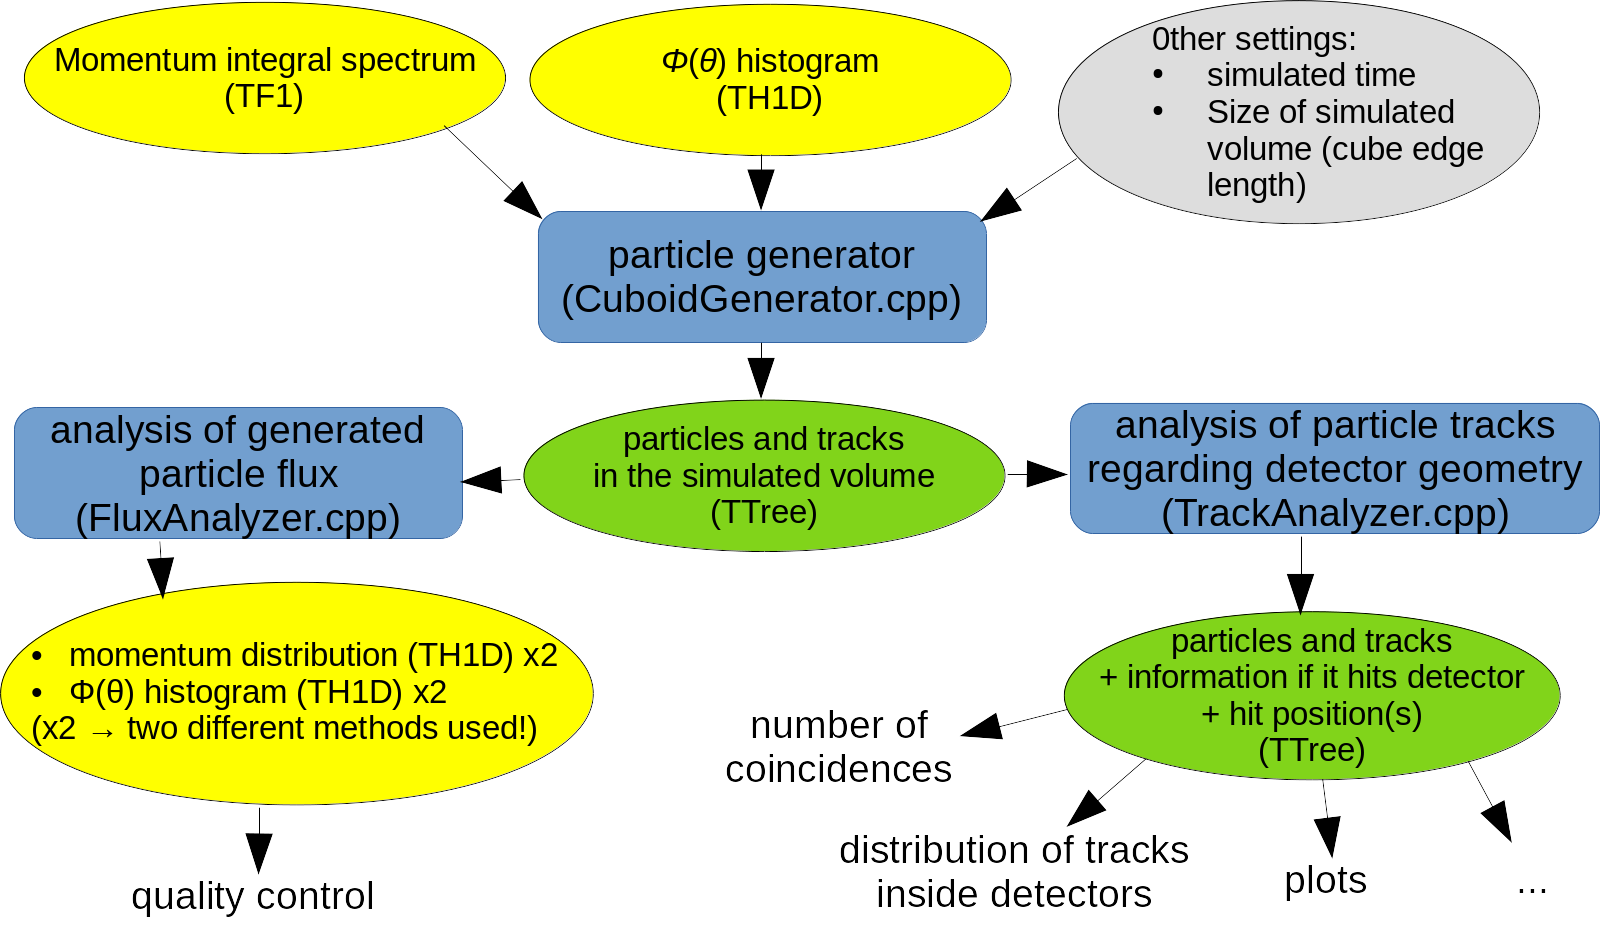 Momentum integral spectrum
(TF1)
Φ(θ) histogram
(TH1D)
0ther settings:
• simulated time
• Size of simulated
volume (cube edge
length)
particle generator
(CuboidGenerator.cpp)
analysis of generated
particle flux
(FluxAnalyzer.cpp)
particles and tracks
in the simulated volume
(TTree)
analysis of particle tracks
regarding detector geometry
(TrackAnalyzer.cpp)
• momentum distribution (TH1D) x2
• Φ(θ) histogram (TH1D) x2
(x2 → two different methods used!)
particles and tracks
+ information if it hits detector
+ hit position(s)
(TTree)
number of
coincidences
distribution of tracks
inside detectors
plots
...
quality control